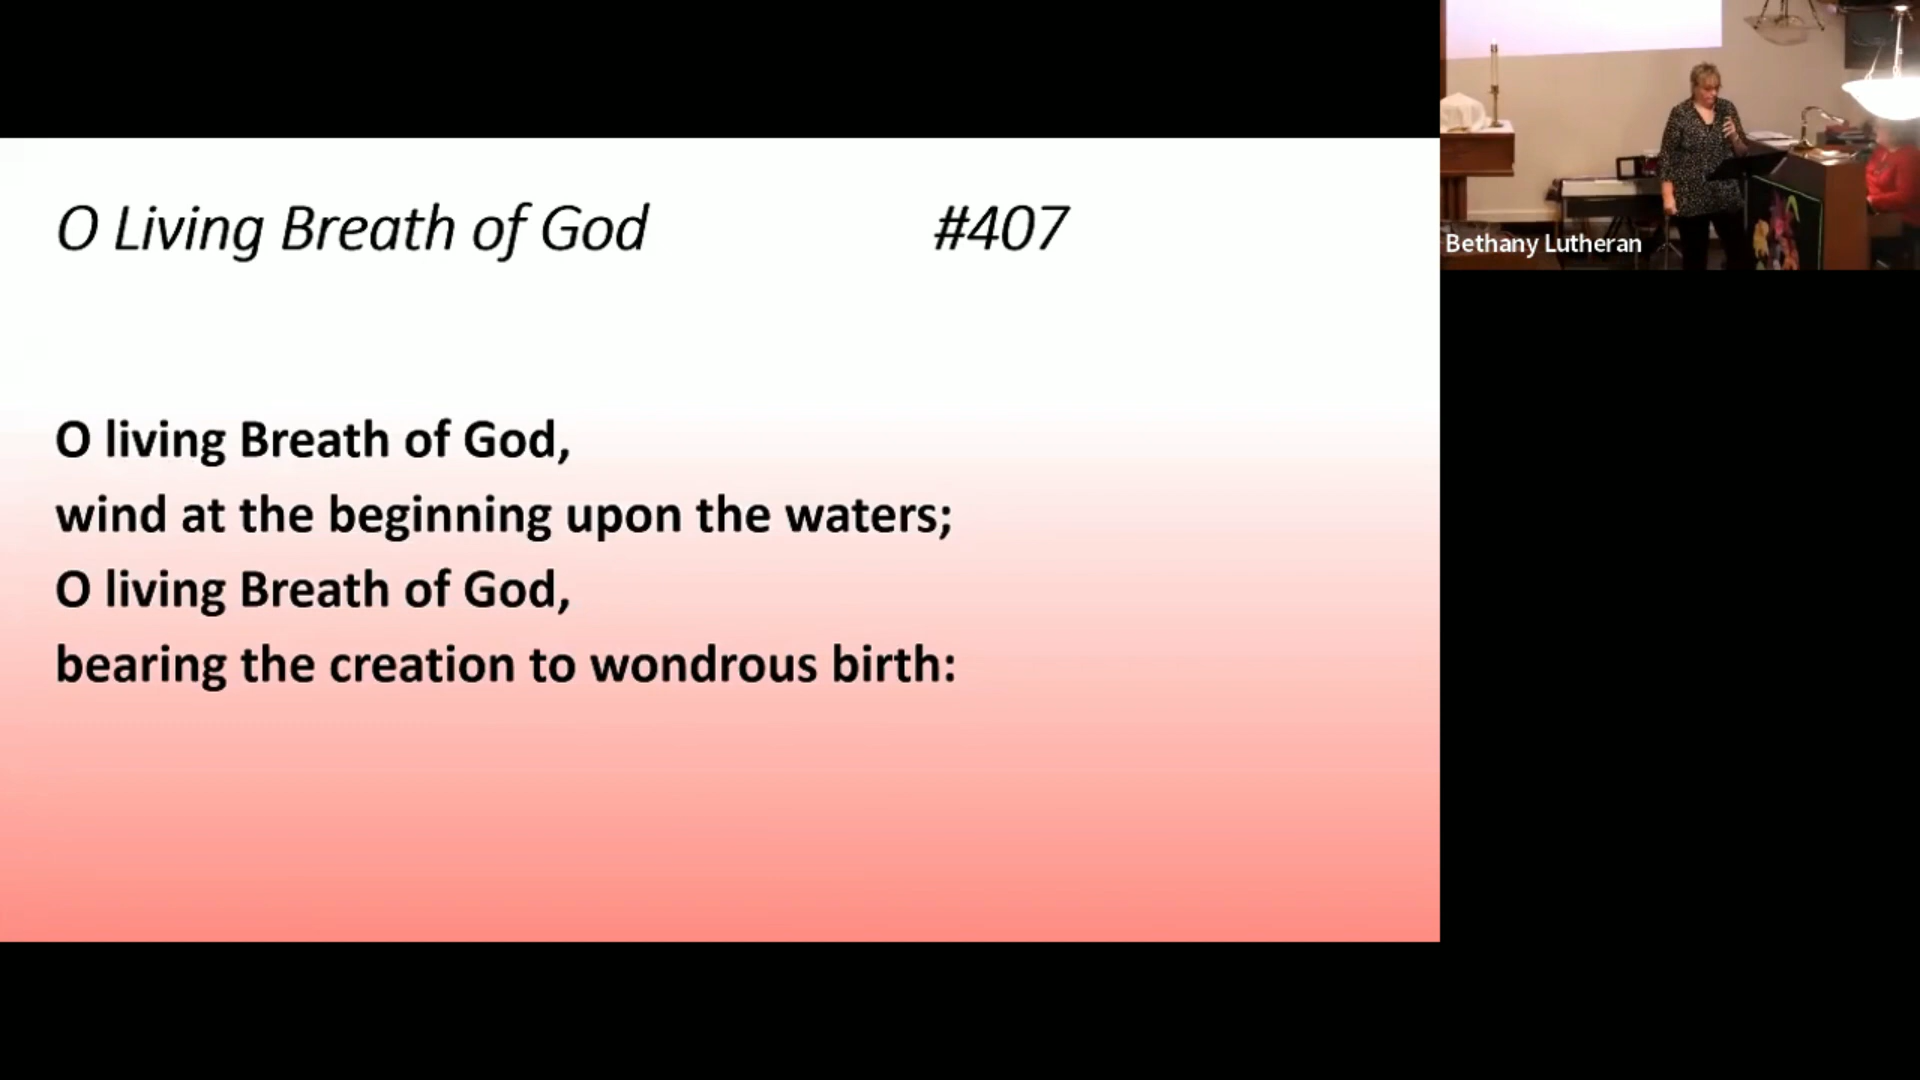 O Living Breath of God #407
O living Breath of God,
wind at the beginning upon the waters;
O living Breath of God,
bearing the creation to wondrous birth:
Bethany Lutheran